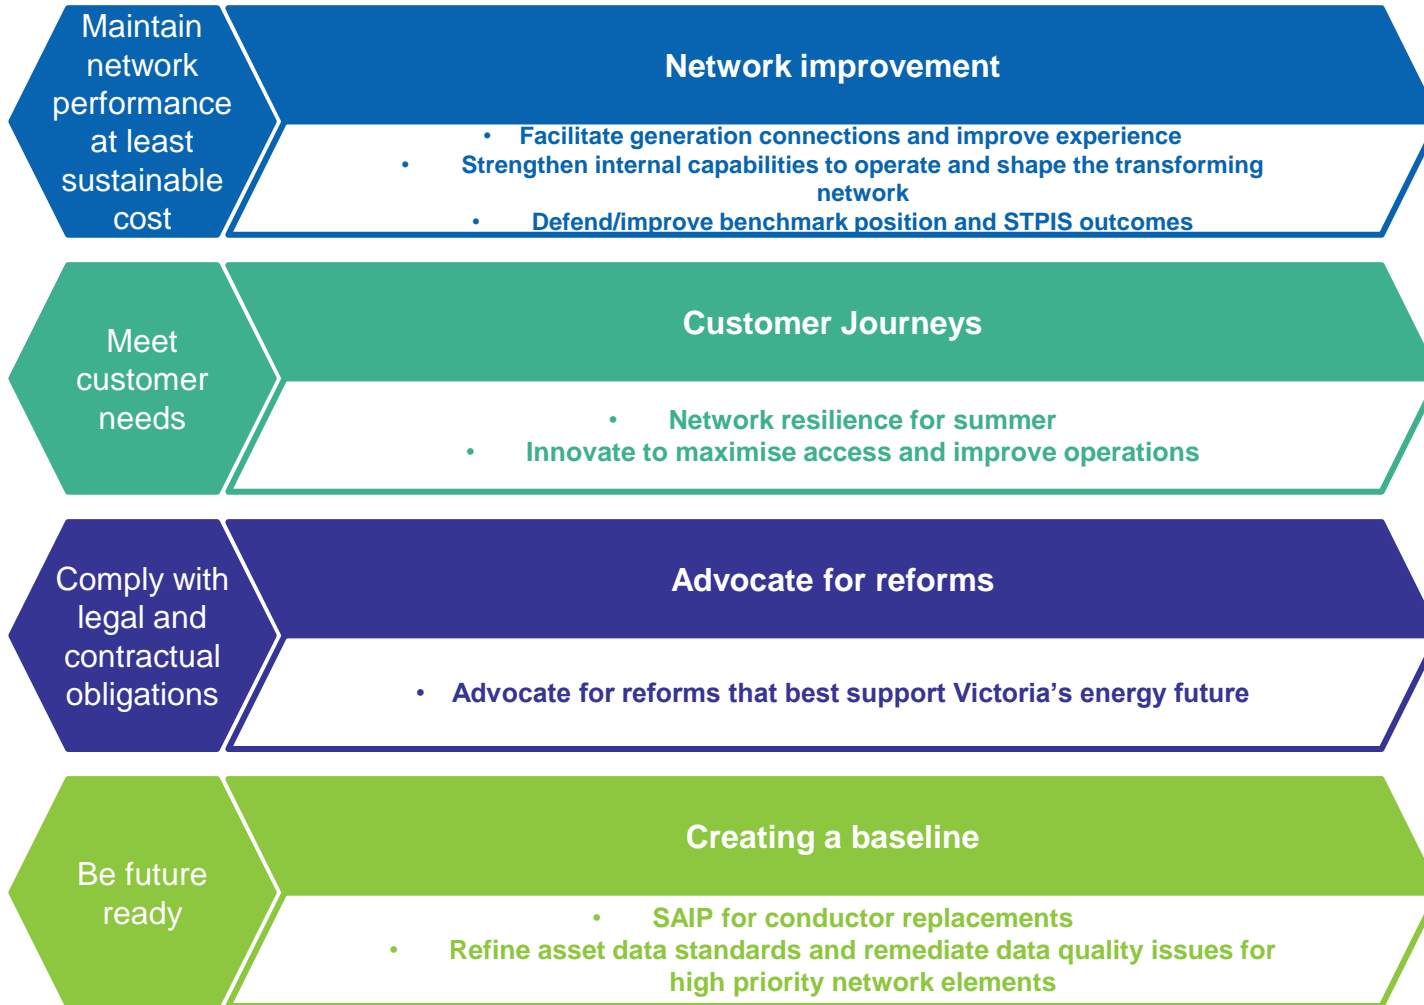 Maintain
network
performance
at least
sustainable
cost
Network improvement
• Facilitate generation connections and improve experience
• Strengthen internal capabilities to operate and shape the transforming
network
• Defend/improve benchmark position and STPIS outcomes
Meet
customer
needs
Customer Journeys
• Network resilience for summer
• Innovate to maximise access and improve operations
Comply with
legal and
contractual
obligations
Advocate for reforms
• Advocate for reforms that best support Victoria’s energy future
Be future
ready
Creating a baseline
• SAIP for conductor replacements
• Refine asset data standards and remediate data quality issues for
high priority network elements